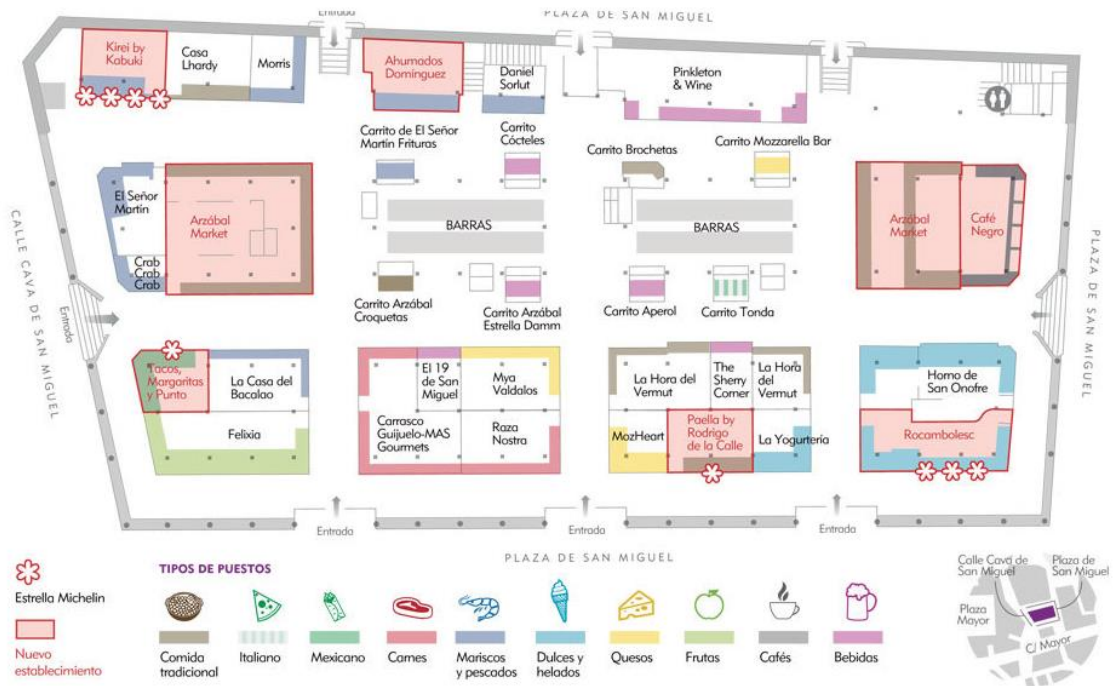 PLAZA DE SAN MIGUEL
Entrada
Kirei by
Kabuki
Casa
Lhardy
Morris
Ahumados
Domínguez
Daniel
Sorlut
Pinkleton
& Wine
Carrito de El Señor
Martín Frituras
Carrito
Cócteles
Carrito Brochetas
Carrito Mozzarella Bar
El Señor
Martín
Arzábal
Market
Crab
Crab
Crab
BARRAS
BARRAS
Arzábal
Market
Café
Negro
CALLE CAVA DE SAN MIGUEL
Entrada
PLAZA DE SAN MIGUEL
Entrada
Carrito Arzábal
Croquetas
Carrito Arzábal
Estrella Damm
Carrito Aperol
Carrito Tonda
Tacos,
Margaritas
y Punto
La Casa del
Bacalao
Felixia
El 19
de San
Miguel
Mya
Valdalos
Carrasco
Guijuelo-MAS
Gourmets
Raza
Nostra
La Hora del
Vermut
The
Sherry
Corner
La Hora
del
Vermut
MozHeart
Paella by
Rodrigo
de la Calle
La Yogurtería
Horno de
San Onofre
Rocambolesc
Entrada
Entrada
Entrada
PLAZA DE SAN MIGUEL
Estrella Michelin
Nuevo
establecimiento
TIPOS DE PUESTOS
Comida
tradicional
Italiano
Mexicano
Carnes
Mariscos
y pescados
Dulces y
helados
Quesos
Frutas
Cafés
Bebidas
Calle Cava de
San Miguel
Plaza de
San Miguel
Plaza
Mayor
C/ Mayor